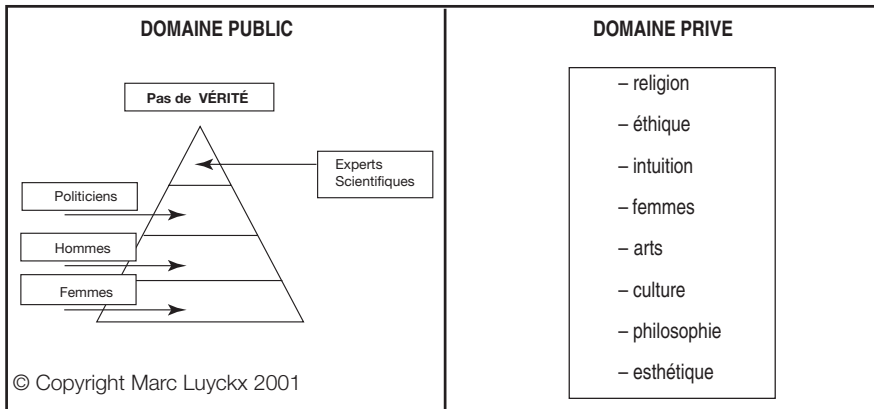 DOMAINE PUBLIC
Pas de VÉRITÉ
Experts
Scientifiques
Politiciens
Hommes
Femmes
© Copyright Marc Luyckx 2001
DOMAINE PRIVE
– religion
– éthique
– intuition
– femmes
– arts
– culture
– philosophie
– esthétique